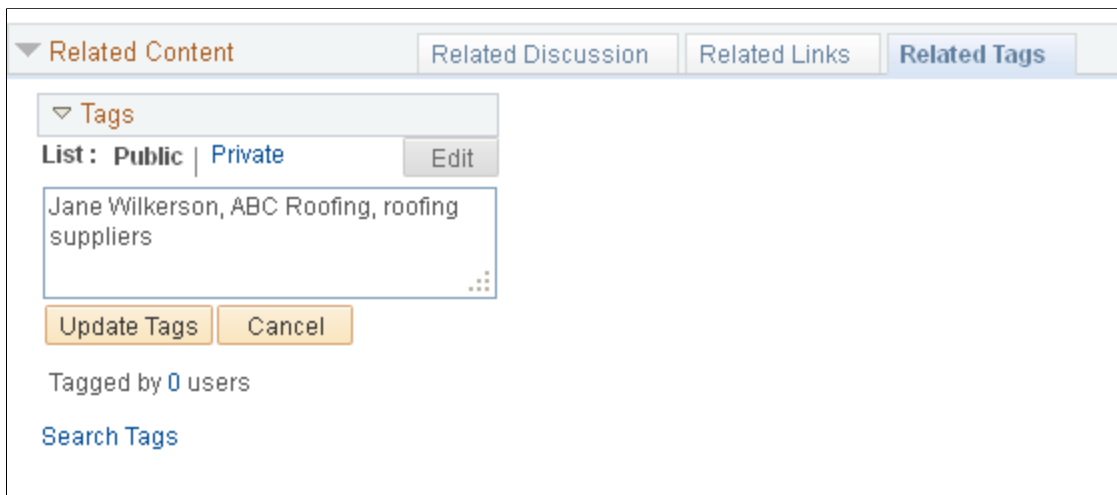 Related Content Related Discussion Related Links Related Tags
Tags
List : Public | Private Edit
Jane Wilkerson, ABC Roofing, roofing
suppliers
Update Tags Cancel
Tagged by 0 users
Search Tags